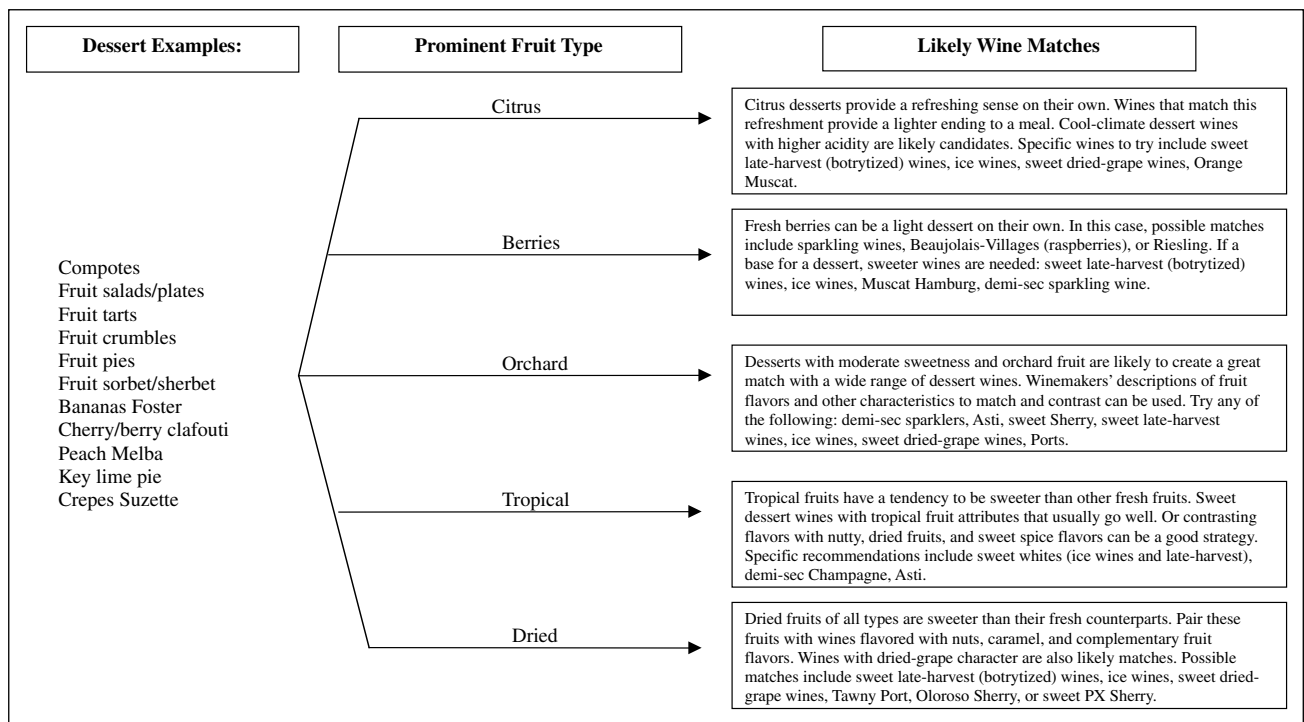 Dessert Examples:
Prominent Fruit Type
Likely Wine Matches
Compotes
Fruit salads/plates
Fruit tarts
Fruit crumbles
Fruit pies
Fruit sorbet/sherbet
Bananas Foster
Cherry/berry clafouti
Peach Melba
Key lime pie
Crepes Suzette
Citrus
Citrus desserts provide a refreshing sense on their own. Wines that match this
refreshment provide a lighter ending to a meal. Cool-climate dessert wines
with higher acidity are likely candidates. Specific wines to try include sweet
late-harvest (botrytized) wines, ice wines, sweet dried-grape wines, Orange
Muscat.
Berries
Fresh berries can be a light dessert on their own. In this case, possible matches
include sparkling wines, Beaujolais-Villages (raspberries), or Riesling. If a
base for a dessert, sweeter wines are needed: sweet late-harvest (botrytized)
wines, ice wines, Muscat Hamburg, demi-sec sparkling wine.
Orchard
Desserts with moderate sweetness and orchard fruit are likely to create a great
match with a wide range of dessert wines. Winemakers’ descriptions of fruit
flavors and other characteristics to match and contrast can be used. Try any of
the following: demi-sec sparklers, Asti, sweet Sherry, sweet late-harvest
wines, ice wines, sweet dried-grape wines, Ports.
Tropical
Tropical fruits have a tendency to be sweeter than other fresh fruits. Sweet
dessert wines with tropical fruit attributes that usually go well. Or contrasting
flavors with nutty, dried fruits, and sweet spice flavors can be a good strategy.
Specific recommendations include sweet whites (ice wines and late-harvest),
demi-sec Champagne, Asti.
Dried
Dried fruits of all types are sweeter than their fresh counterparts. Pair these
fruits with wines flavored with nuts, caramel, and complementary fruit
flavors. Wines with dried-grape character are also likely matches. Possible
matches include sweet late-harvest (botrytized) wines, ice wines, sweet dried-
grape wines, Tawny Port, Oloroso Sherry, or sweet PX Sherry.